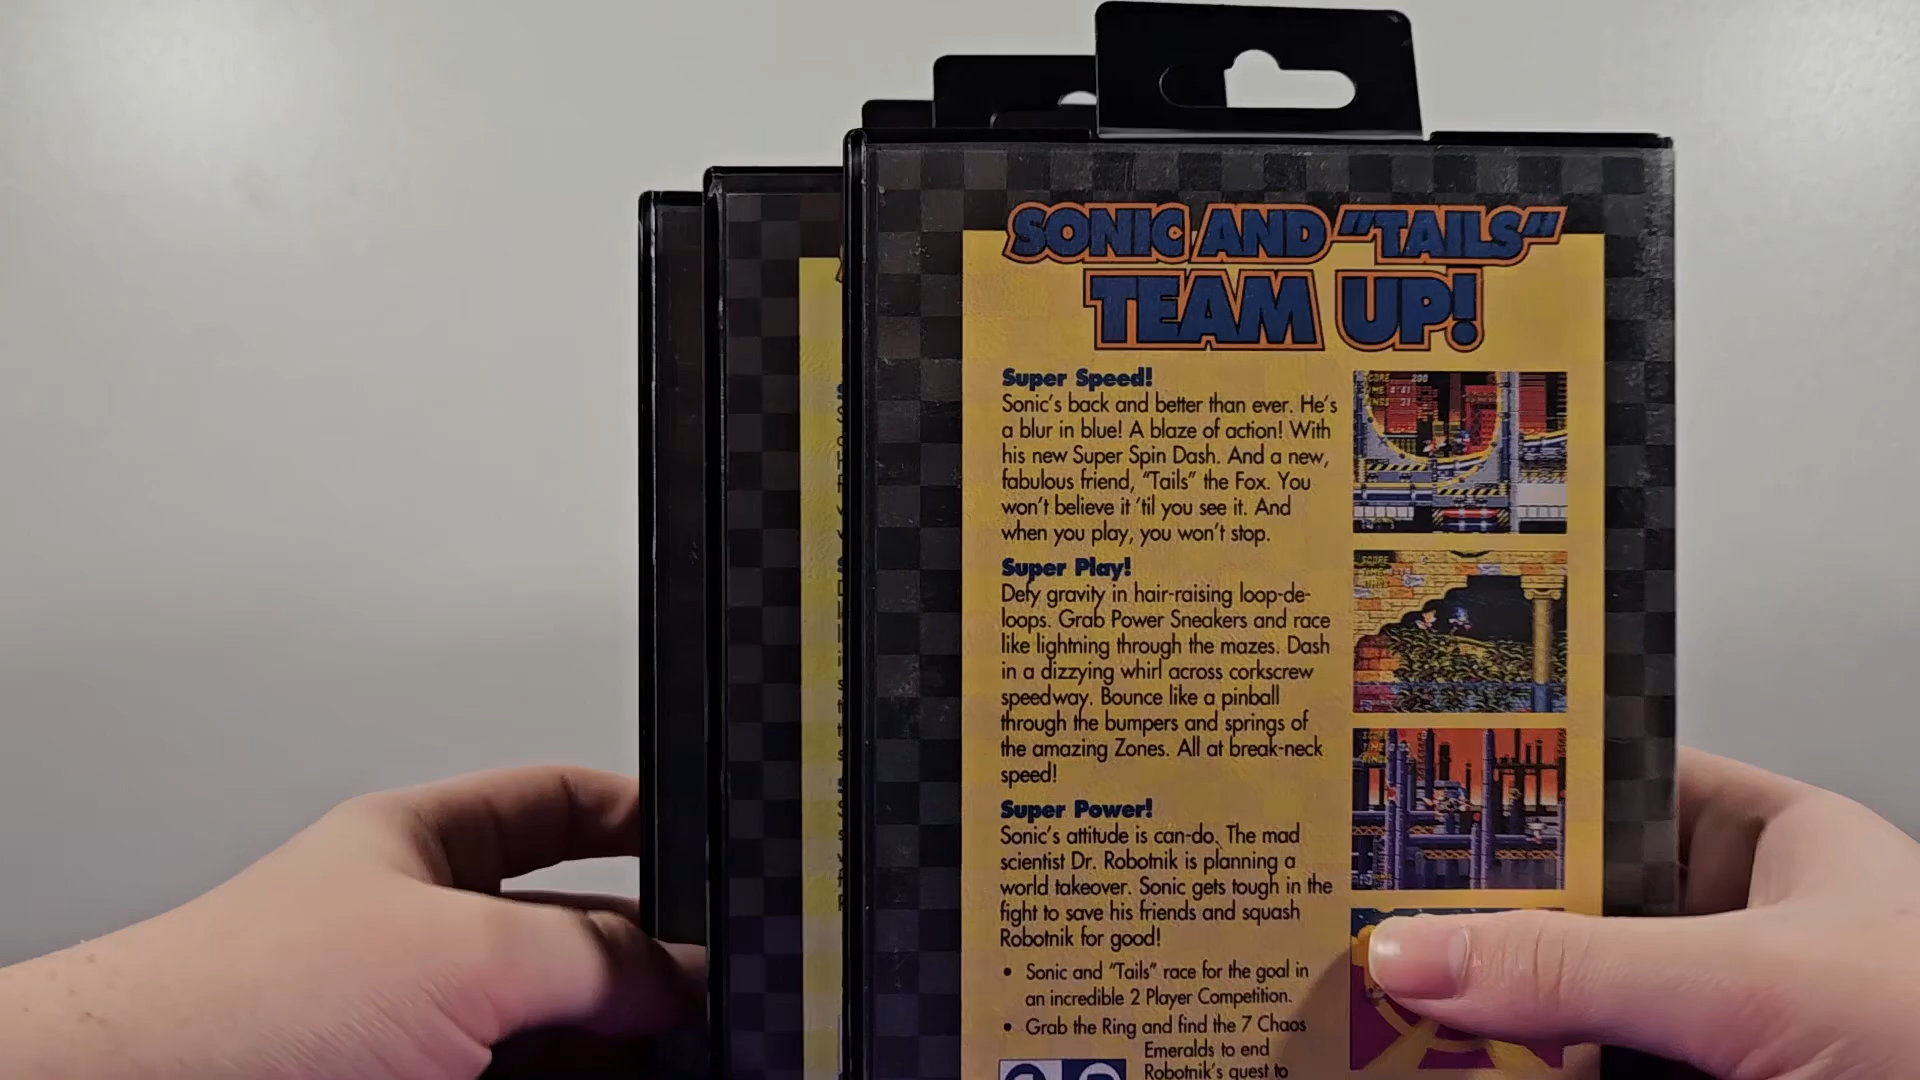 SONIC AND "TAILS"
TEAM UP!
Super Speed!
Sonic's back and better than ever. He's
a blur in blue! A blaze of action! With
his new Super Spin Dash. And a new,
fabulous friend, "Tails" the Fox. You
won't believe it 'til you see it. And
when you play, you won't stop.
Super Play!
Defy gravity in hair-raising loop-de-
loops. Grab Power Sneakers and race
like lightning through the mazes. Dash
in a dizzying whirl across corkscrew
speedway. Bounce like a pinball
through the bumpers and springs of
the amazing Zones. All at break-neck
speed!
Super Power!
Sonic's attitude is can-do. The mad
scientist Dr. Robotnik is planning a
world takeover. Sonic gets tough in the
fight to save his friends and squash
Robotnik for good!
• Sonic and "Tails" race for the goal in
an incredible 2 Player Competition.
• Grab the Ring and find the 7 Chaos
Emeralds to end
Robotnik's quest to